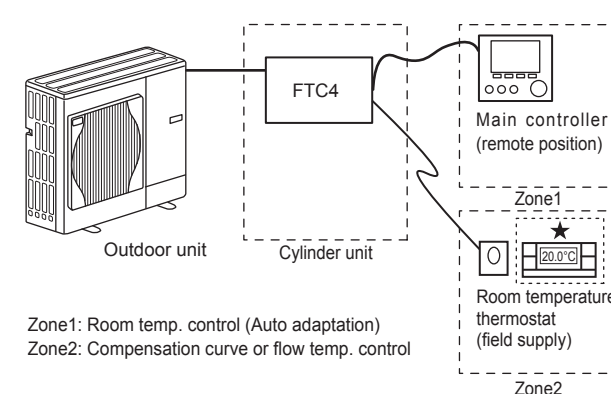 FTC4
Main controller
(remote position)
Zone1
20.0°C
Room temperature
thermostat
(field supply)
Zone2
Outdoor unit
Cylinder unit
Zone1: Room temp. control (Auto adaptation)
Zone2: Compensation curve or flow temp. control